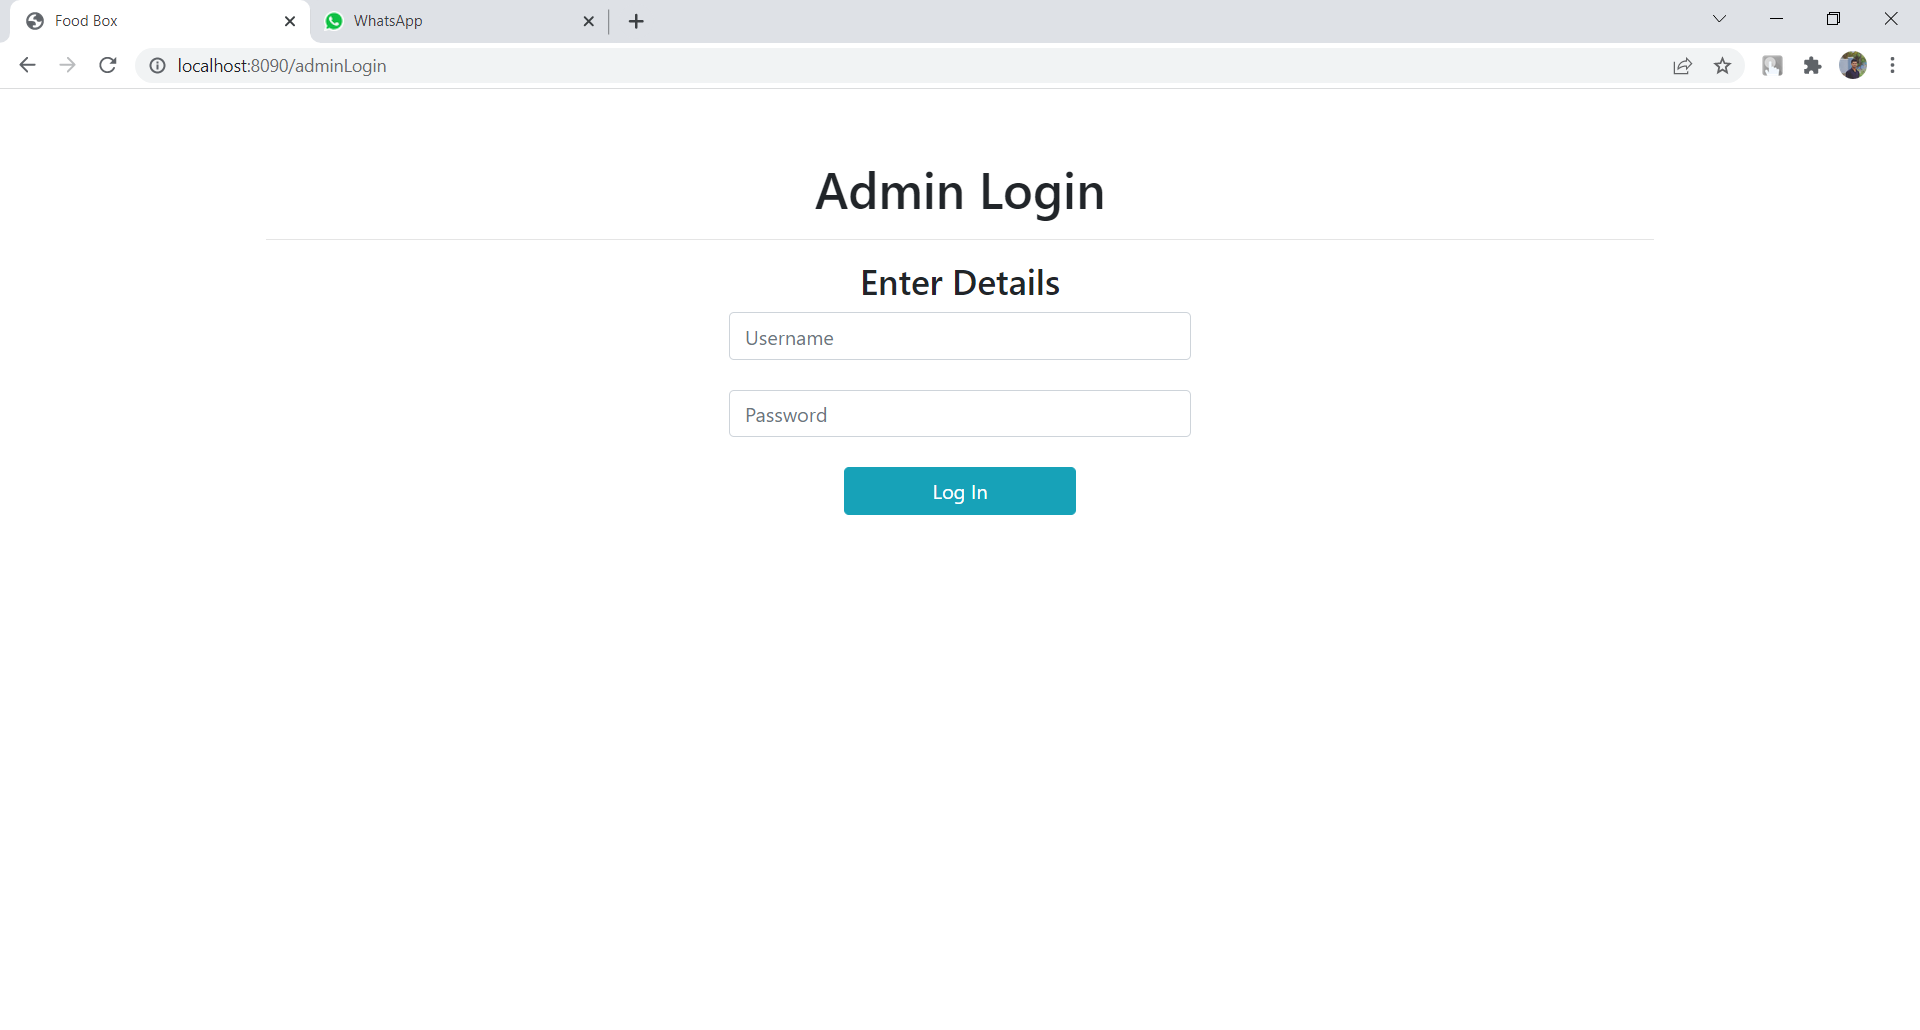 Food Box
WhatsApp
localhost:8090/adminLogin
Admin Login
Enter Details
Username
Password
Log In